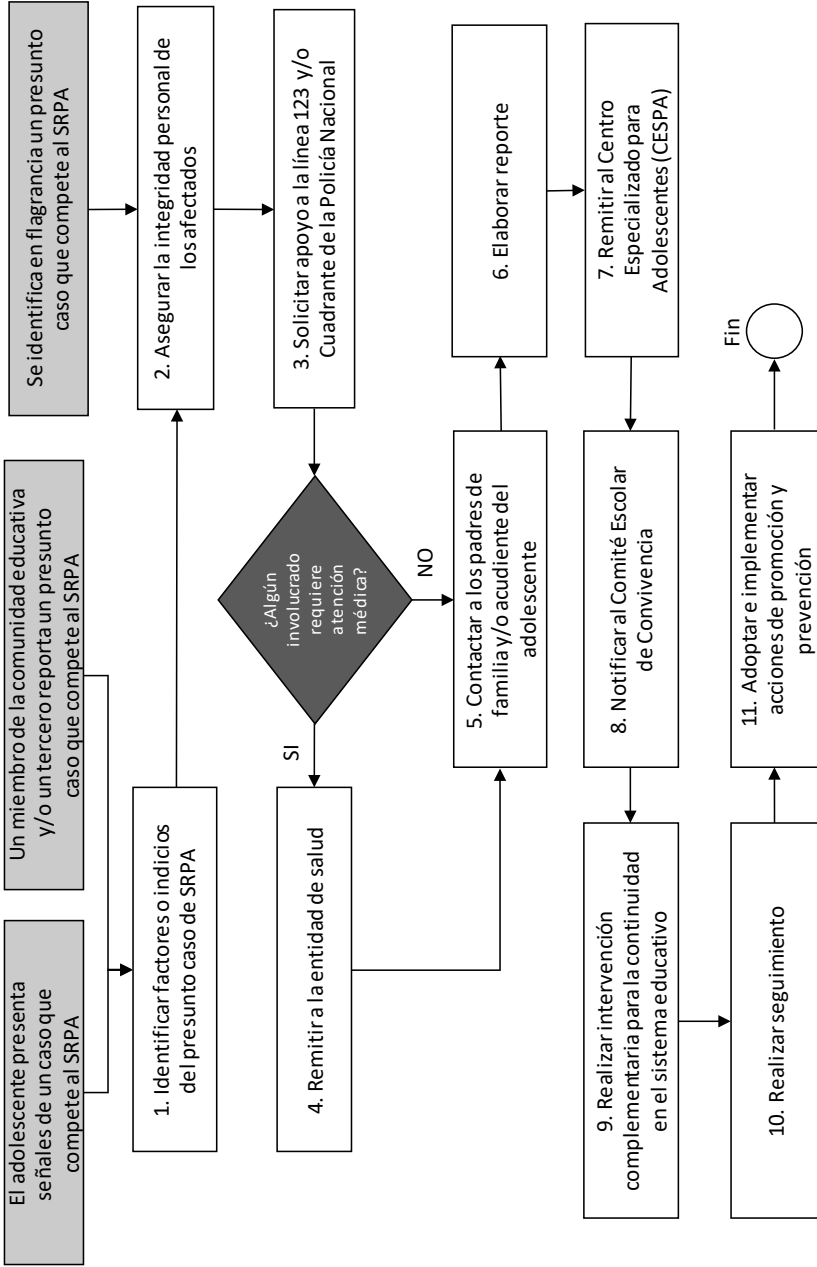 El adolescente presenta
señales de un caso que
compete al SRPA
Un miembro de la comunidad educativa
y/o un tercero reporta un presunto
caso que compete al SRPA
Se identifica en flagrancia un presunto
caso que compete al SRPA
1. Identificar factores o indicios
del presunto caso de SRPA
2. Asegurar la integridad personal de
los afectados
3. Solicitar apoyo a la línea 123 y/o
Cuadrante de la Policía Nacional
¿Algún
involucrado
requiere
atención
médica?
SI
NO
4. Remitir a la entidad de salud
5. Contactar a los padres de
familia y/o acudiente del
adolescente
6. Elaborar reporte
7. Remitir al Centro
Especializado para
Adolescentes (CESPA)
8. Notificar al Comité Escolar
de Convivencia
9. Realizar intervención
complementaria para la continuidad
en el sistema educativo
10. Realizar seguimiento
11. Adoptar e implementar
acciones de promoción y
prevención
Fin